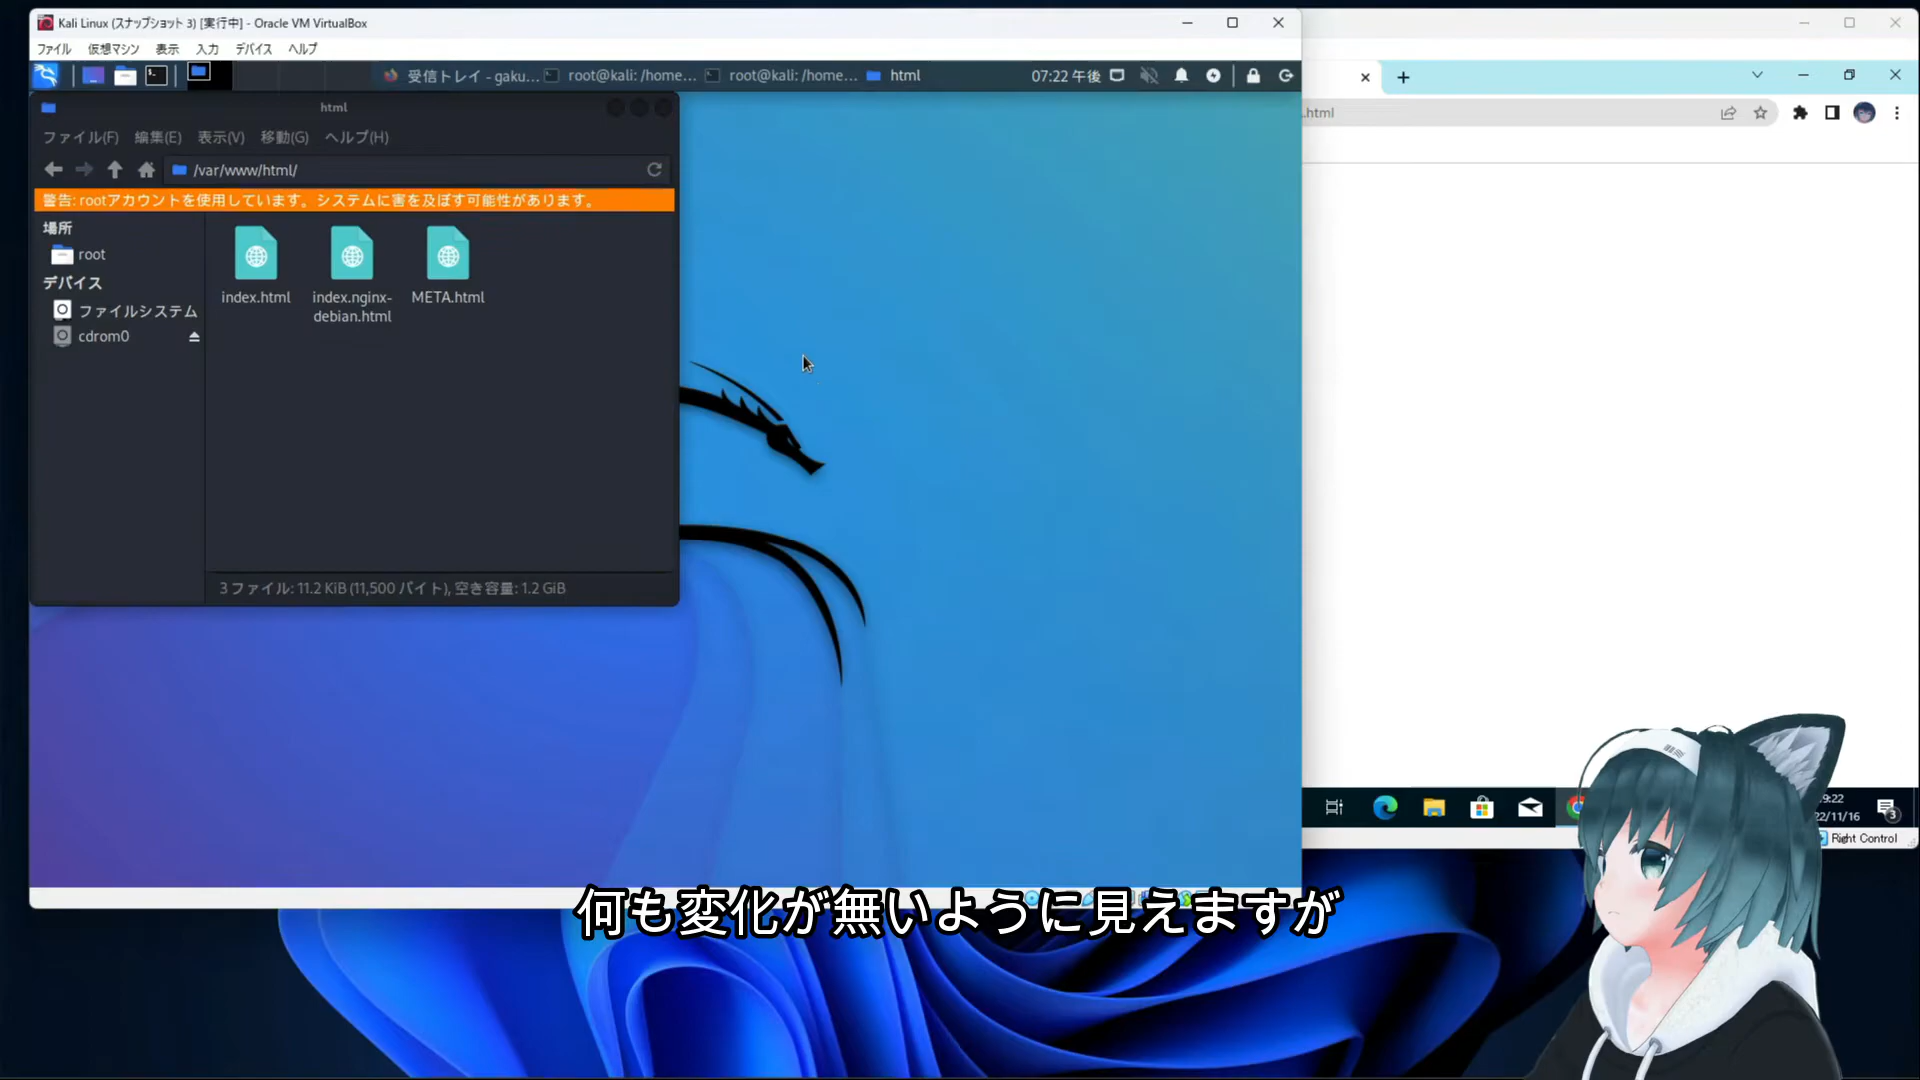 Kali Linux (スナップショット 3) [実行中] - Oracle VM VirtualBox
ファイル 仮想マシン 表示 入力 デバイス ヘルプ
受信トレイ - gaku... root@kali: /home... root@kali: /home... html 07:22 午後
html
ファイル(F) 編集(E) 表示(V) 移動(G) ヘルプ(H)
/var/www/html/
警告: rootアカウントを使用しています。システムに害を及ぼす可能性があります。
場所
root
デバイス
ファイルシステム
cdrom0
index.html
index.nginx-debian.html
META.html
3 ファイル: 11.2 KiB (11,500 バイト), 空き容量: 1.2 GiB
.html
9:22
22/11/16
3
Right Control
何も変化が無いように見えますが